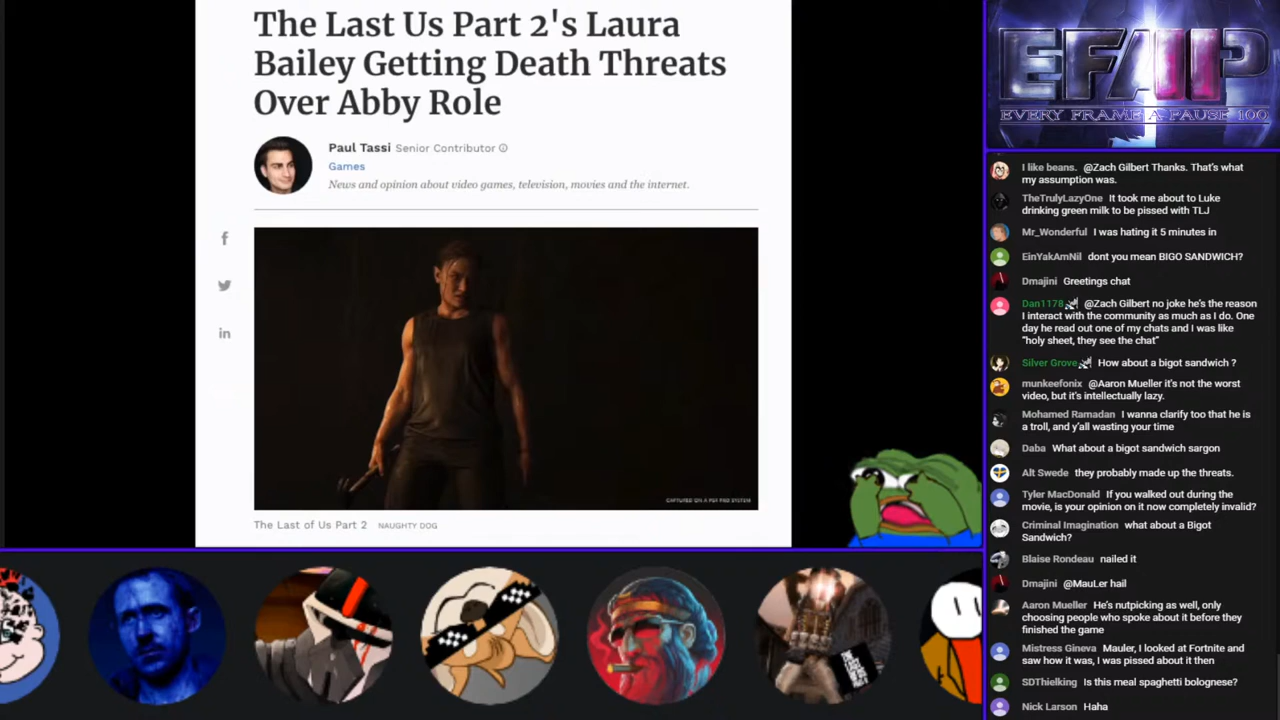 The Last Us Part 2's Laura
Bailey Getting Death Threats
Over Abby Role
Paul Tassi Senior Contributor
Games
News and opinion about video games, television, movies and the internet.
CAPTURED ON A PS4 PRO SYSTEM
The Last of Us Part 2 NAUGHTY DOG
EFAP
EVERY FRAME A PAUSE 100
I like beans. @Zach Gilbert Thanks. That's what
my assumption was.
TheTrulyLazyOne It took me about to Luke
drinking green milk to be pissed with TLJ
Mr_Wonderful I was hating it 5 minutes in
EinYakAmNil dont you mean BIGO SANDWICH?
Dmajini Greetings chat
Dan1178 @Zach Gilbert no joke he's the reason
I interact with the community as much as I do. One
day he read out one of my chats and I was like
"holy sheet, they see the chat"
Silver Grove How about a bigot sandwich ?
munkeefonix @Aaron Mueller it's not the worst
video, but it's intellectually lazy.
Mohamed Ramadan I wanna clarify too that he is
a troll, and y'all wasting your time
Daba What about a bigot sandwich sargon
Alt Swede they probably made up the threats.
Tyler MacDonald If you walked out during the
movie, is your opinion on it now completely invalid?
Criminal Imagination what about a Bigot
Sandwich?
Blaise Rondeau nailed it
Dmajini @MauLer hail
Aaron Mueller He's nutpicking as well, only
choosing people who spoke about it before they
finished the game
Mistress Gineva Mauler, I looked at Fortnite and
saw how it was, I was pissed about it then
SDThielking Is this meal spaghetti bolognese?
Nick Larson Haha